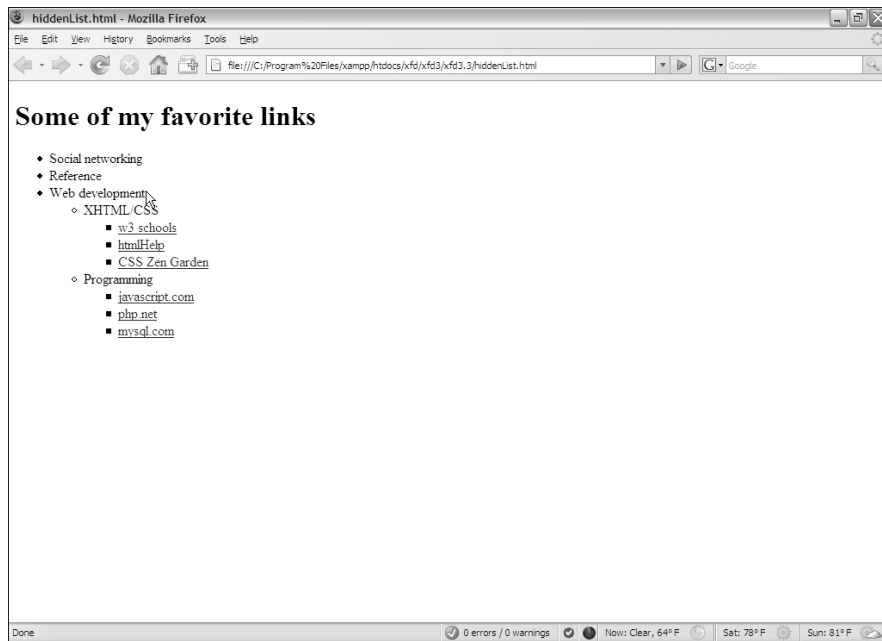 hiddenList.html - Mozilla Firefox
File Edit View History Bookmarks Tools Help
file:///C:/Program%20Files/xampp/htdocs/xfd/xfd3/xfd3.3/hiddenList.html G Google
Some of my favorite links
Social networking
Reference
Web development
XHTML/CSS
w3 schools
htmlHelp
CSS Zen Garden
Programming
javascript.com
php.net
mysql.com
Done 0 errors / 0 warnings Now: Clear, 64° F Sat: 78° F Sun: 81° F